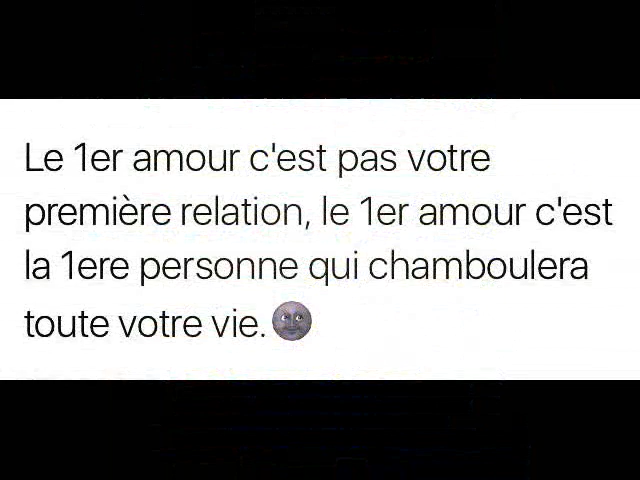 Le 1er amour c'est pas votre
première relation, le 1er amour c'est
la 1ere personne qui chamboulera
toute votre vie.🌚